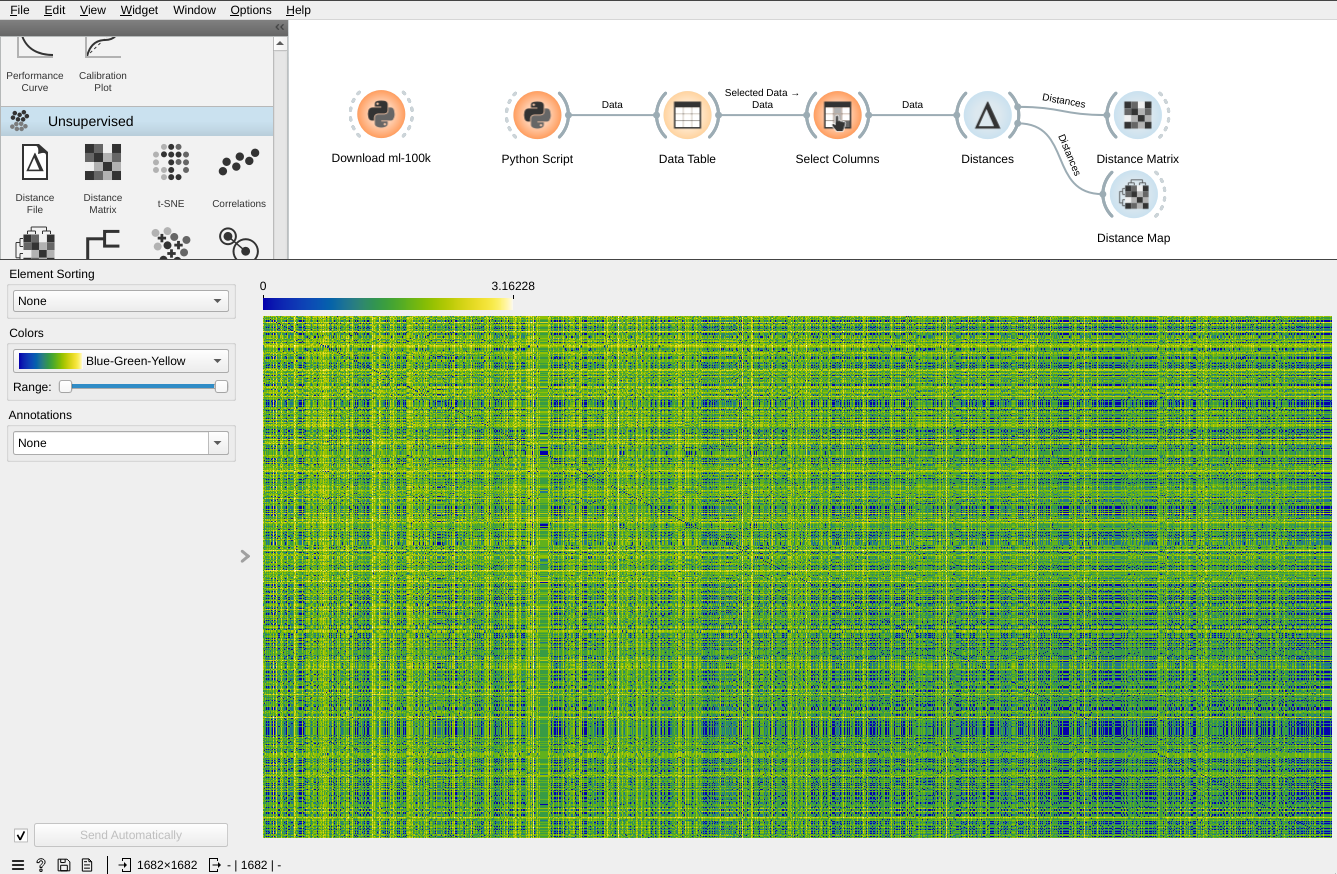 File Edit View Widget Window Options Help
Performance Curve
Calibration Plot
Unsupervised
Distance File
Distance Matrix
t-SNE
Correlations
Download ml-100k
Python Script
Data
Data Table
Selected Data →
Data
Select Columns
Data
Distances
Distances
Distances
Distance Matrix
Distance Map
Element Sorting
None
Colors
Blue-Green-Yellow
Range:
Annotations
None
Send Automatically
0
3.16228
1682×1682
- | 1682 | -